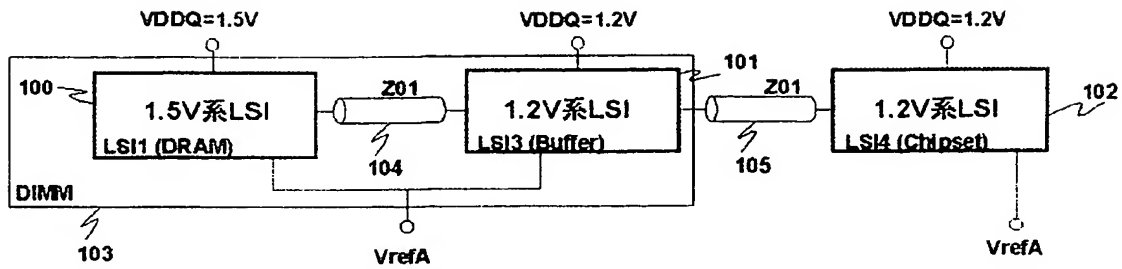 VDDQ=1.5V
VDDQ=1.2V
VDDQ=1.2V
100
101
102
Z01
Z01
1.5V系LSI
1.2V系LSI
1.2V系LSI
LSI1 (DRAM)
104
LSI3 (Buffer)
105
LSI4 (Chipset)
DIMM
103
VrefA
VrefA